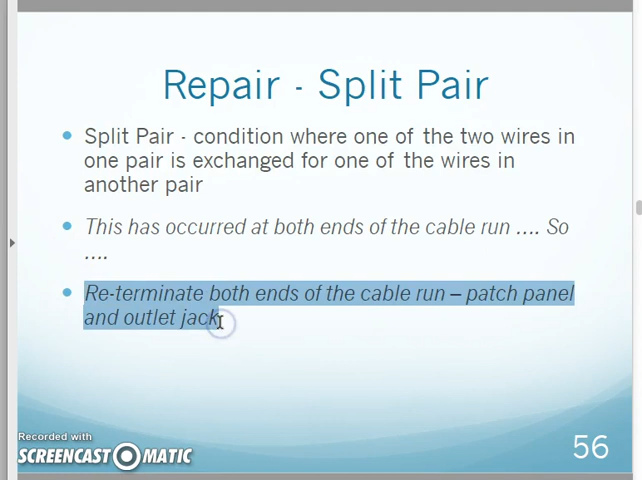 Repair - Split Pair
Split Pair - condition where one of the two wires in
one pair is exchanged for one of the wires in
another pair
This has occurred at both ends of the cable run .... So
....
Re-terminate both ends of the cable run – patch panel
and outlet jack
Recorded with
SCREENCAST MATIC
56